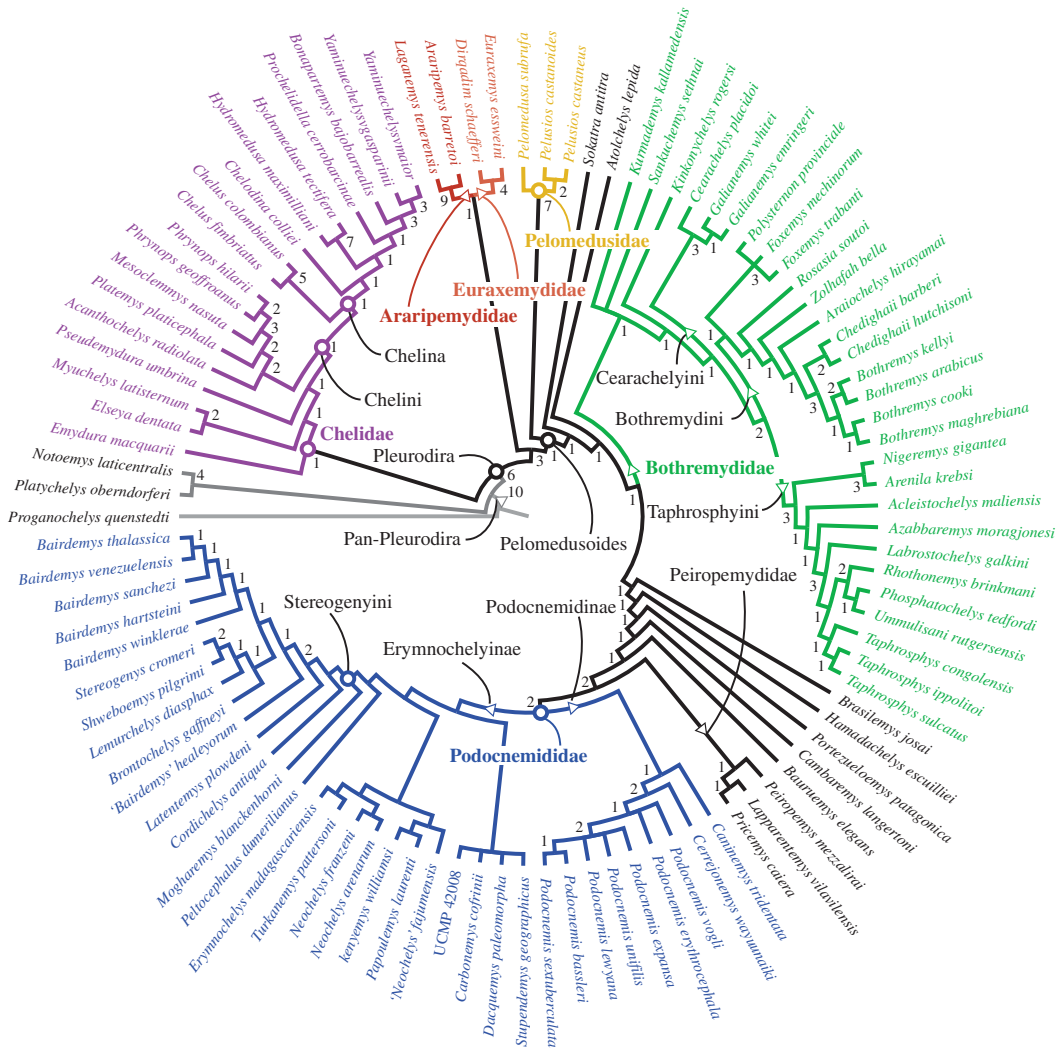 Proganochelys quenstedti
Platychelys oberndorferi
Notoemys laticentralis
Emydura macquarii
Elseya dentata
Myuchelys latisternum
Pseudemydura umbrina
Acanthochelys radiolata
Platemys platicephala
Mesoclemmys nasuta
Phrynops geoffroanus
Phrynops hilarii
Chelus fimbriatus
Chelus colombianus
Chelodina colliei
Hydromedusa maximilliani
Hydromedusa tectifera
Prochelidella cerrobarcinae
Bonapartemys bajobarrealis
Yaminuechelysgasparinii
Yaminuechelysmaior
Laganemys tenerensis
Araripemys barretoi
Dirqadim schaefferi
Euraxemys essweini
Pelomedusa subrufa
Pelusios castanoides
Pelusios castaneus
Sokatra antitra
Atolchelys lepida
Kurmademys kallamedensis
Sankuchemys sethnai
Kinkonychelys rogersi
Cearachelys placidoi
Galianemys whitei
Galianemys emringeri
Polysternon provinciale
Foxemys mechinorum
Foxemys trabanti
Rosasia soutoi
Zolhafah bella
Araiochelys hirayamai
Chedighaii barberi
Chedighaii hutchisoni
Bothremys kellyi
Bothremys arabicus
Bothremys cooki
Bothremys maghrebiana
Nigeremys gigantea
Arenila krebsi
Acleistochelys maliensis
Azabbaremys moragjonesi
Labrostochelys galkini
Rhothonemys brinkmani
Phosphatochelys tedfordi
Ummulisani rutgersensis
Taphrosphys congolensis
Taphrosphys ippolitoi
Taphrosphys sulcatus
Brasilemys josai
Hamadachelys escuilliei
Portezueloemys patagonica
Cambaremys langertoni
Bauruemys elegans
Peiropemys mezzalirai
Lapparentemys vilavilensis
Pricemys caiera
Caninemys tridentata
Cerrejonemys wayuunaiki
Podocnemis vogli
Podocnemis erythrocephala
Podocnemis expansa
Podocnemis unifilis
Podocnemis lewyana
Podocnemis bassleri
Podocnemis sextuberculata
Stupendemys geographicus
Dacquemys paleomorpha
Carbonemys cofrinii
UCMP 42008
'Neochelys' fajumensis
Papoulemys laurenti
kenyemys williamsi
Neochelys arenarum
Neochelys franzeni
Turkanemys pattersoni
Erymnochelys madagascariensis
Peltocephalus dumerilianus
Mogharemys blanckenhorni
Cordichelys antiqua
Latentemys plowdeni
'Bairdemys' healeyorum
Brontochelys gaffneyi
Lemurchelys diasphax
Shweboemys pilgrimi
Stereogenys cromeri
Bairdemys winklerae
Bairdemys hartsteini
Bairdemys sanchezi
Bairdemys venezuelensis
Bairdemys thalassica
Pelomedusidae
Euraxemydidae
Araripemydidae
Chelina
Chelini
Chelidae
Pleurodira
Pan-Pleurodira
Pelomedusoides
Cearachelyini
Bothremydini
Bothremydidae
Taphrosphyini
Peiropemydidae
Podocnemidinae
Stereogenyini
Erymnochelyinae
Podocnemididae